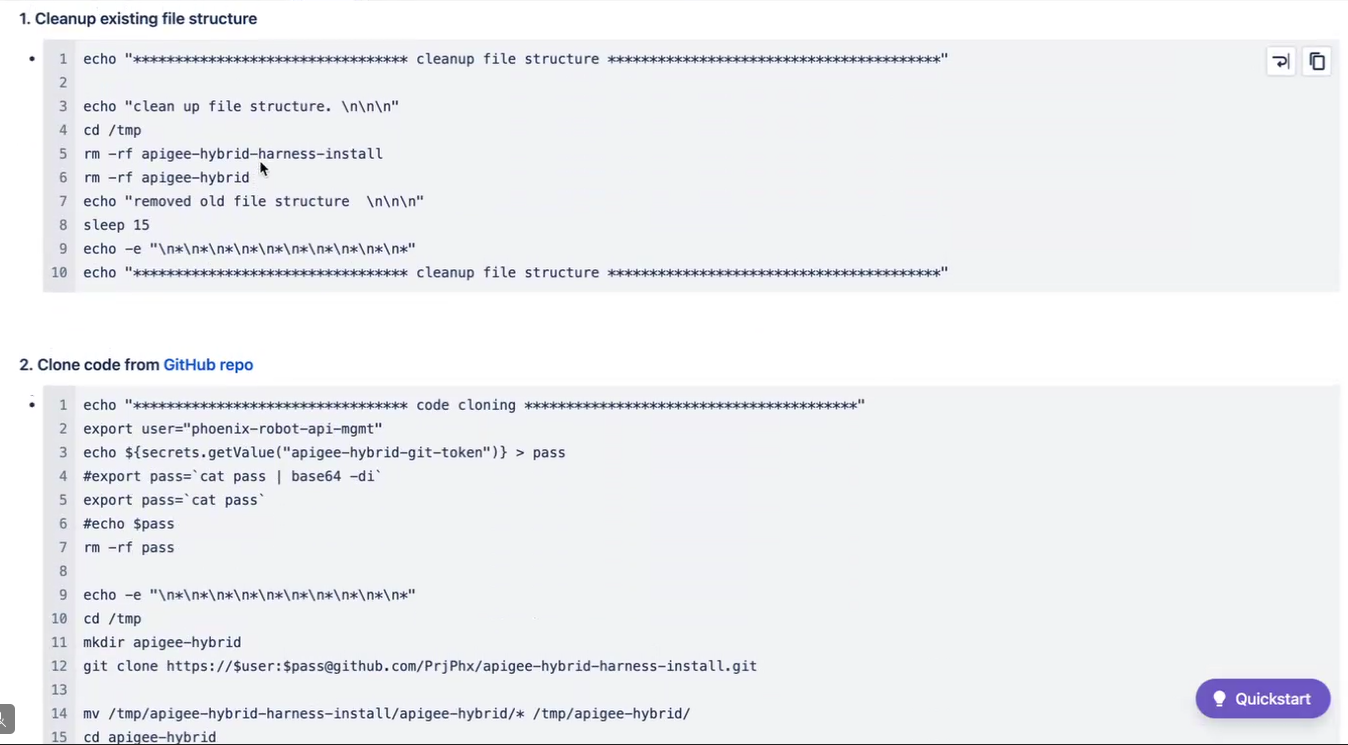 1. Cleanup existing file structure
1 echo "********************************* cleanup file structure ****************************************"
2
3 echo "clean up file structure. \n\n\n"
4 cd /tmp
5 rm -rf apigee-hybrid-harness-install
6 rm -rf apigee-hybrid
7 echo "removed old file structure  \n\n\n"
8 sleep 15
9 echo -e "\n*\n*\n*\n*\n*\n*\n*\n*\n*\n*"
10 echo "********************************* cleanup file structure ****************************************"
2. Clone code from GitHub repo
1 echo "********************************* code cloning ****************************************"
2 export user="phoenix-robot-api-mgmt"
3 echo ${secrets.getValue("apigee-hybrid-git-token")} > pass
4 #export pass=`cat pass | base64 -di`
5 export pass=`cat pass`
6 #echo $pass
7 rm -rf pass
8
9 echo -e "\n*\n*\n*\n*\n*\n*\n*\n*\n*\n*"
10 cd /tmp
11 mkdir apigee-hybrid
12 git clone https://$user:$pass@github.com/PrjPhx/apigee-hybrid-harness-install.git
13
14 mv /tmp/apigee-hybrid-harness-install/apigee-hybrid/* /tmp/apigee-hybrid/
15 cd apigee-hybrid
Quickstart